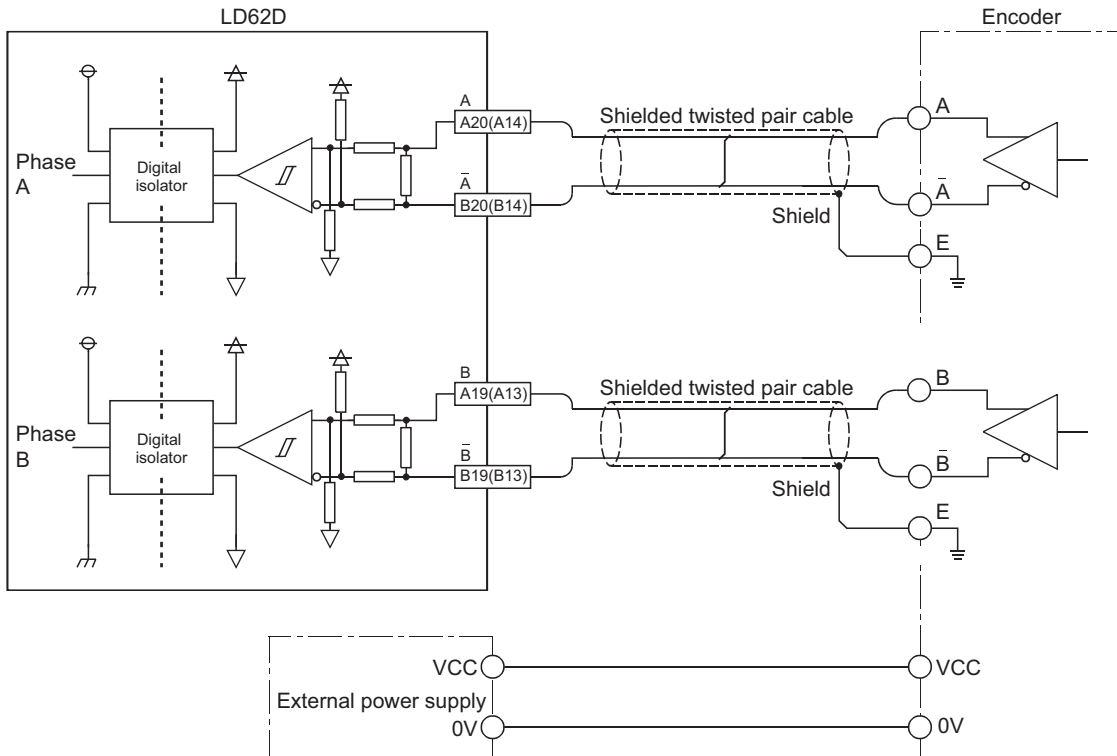 LD62D
Encoder
A
A20(A14)
Shielded twisted pair cable
A
Phase
A
Digital
isolator
A̅
B20(B14)
A̅
Shield
E
B
A19(A13)
Shielded twisted pair cable
B
Phase
B
Digital
isolator
B̅
B19(B13)
B̅
Shield
E
VCC
VCC
External power supply
0V
0V